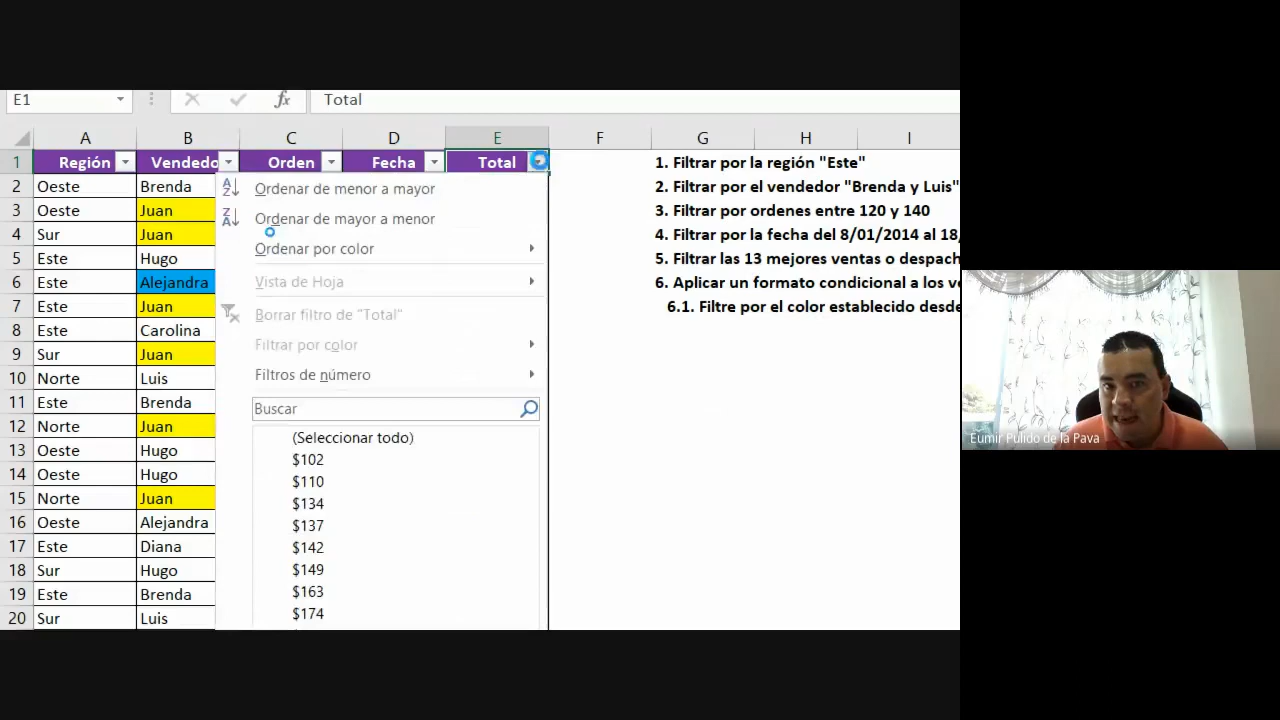 E1 fx Total
A B C D E F G H I
1 Región Vendedo Orden Fecha Total 1. Filtrar por la región "Este"
2 Oeste Brenda 2. Filtrar por el vendedor "Brenda y Luis"
3 Oeste Juan 3. Filtrar por ordenes entre 120 y 140
4 Sur Juan 4. Filtrar por la fecha del 8/01/2014 al 18/
5 Este Hugo 5. Filtrar las 13 mejores ventas o despach
6 Este Alejandra 6. Aplicar un formato condicional a los ve
7 Este Juan 6.1. Filtre por el color establecido desde
8 Este Carolina
9 Sur Juan
10 Norte Luis
11 Este Brenda
12 Norte Juan
13 Oeste Hugo
14 Oeste Hugo
15 Norte Juan
16 Oeste Alejandra
17 Este Diana
18 Sur Hugo
19 Este Brenda
20 Sur Luis
Ordenar de menor a mayor
Ordenar de mayor a menor
Ordenar por color
Vista de Hoja
Borrar filtro de "Total"
Filtrar por color
Filtros de número
Buscar
(Seleccionar todo)
$102
$110
$134
$137
$142
$149
$163
$174
Eumir Pulido de la Pava